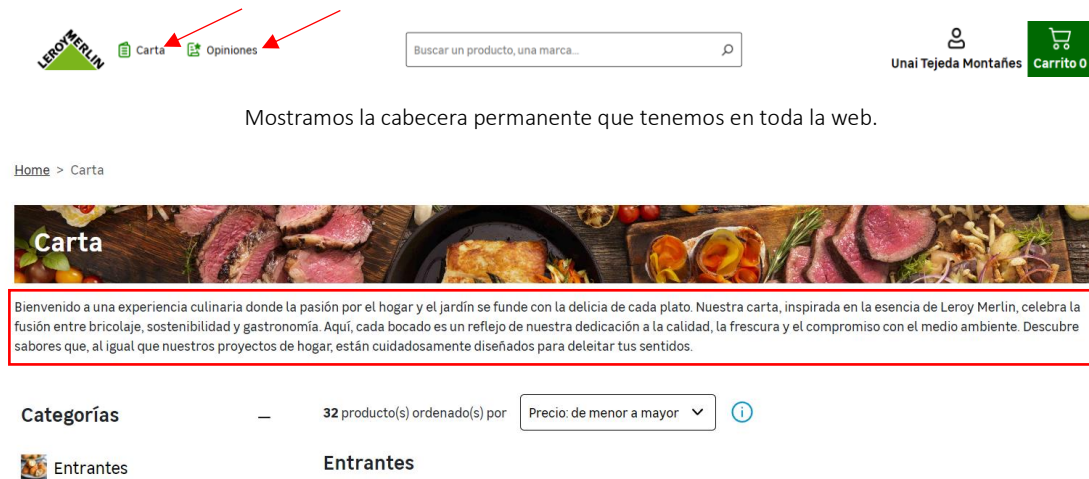 LEROY MERLIN
Carta
Opiniones
Buscar un producto, una marca...
Unai Tejeda Montañes
Carrito 0
Mostramos la cabecera permanente que tenemos en toda la web.
Home > Carta
Carta
Bienvenido a una experiencia culinaria donde la pasión por el hogar y el jardín se funde con la delicia de cada plato. Nuestra carta, inspirada en la esencia de Leroy Merlin, celebra la
fusión entre bricolaje, sostenibilidad y gastronomía. Aquí, cada bocado es un reflejo de nuestra dedicación a la calidad, la frescura y el compromiso con el medio ambiente. Descubre
sabores que, al igual que nuestros proyectos de hogar, están cuidadosamente diseñados para deleitar tus sentidos.
Categorías
32 producto(s) ordenado(s) por Precio: de menor a mayor
Entrantes
Entrantes